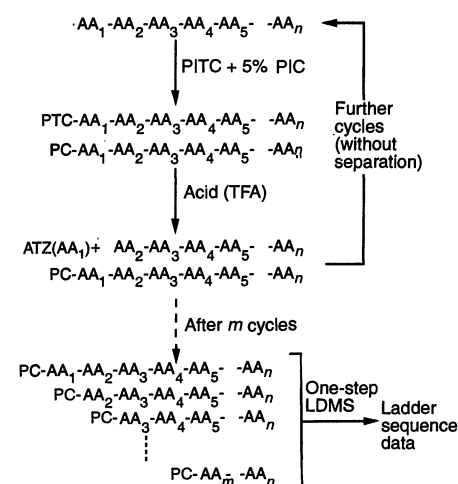 AA1-AA2-AA3-AA4-AA5- -AAn
PITC + 5% PIC
PTC-AA1-AA2-AA3-AA4-AA5- -AAn
PC-AA1-AA2-AA3-AA4-AA5- -AAn
Further
cycles
(without
separation)
Acid (TFA)
ATZ(AA1)+ AA2-AA3-AA4-AA5- -AAn
PC-AA1-AA2-AA3-AA4-AA5- -AAn
After m cycles
PC-AA1-AA2-AA3-AA4-AA5- -AAn
PC-AA2-AA3-AA4-AA5- -AAn
PC-AA3-AA4-AA5- -AAn
PC-AAm- -AAn
One-step
LDMS
Ladder
sequence
data